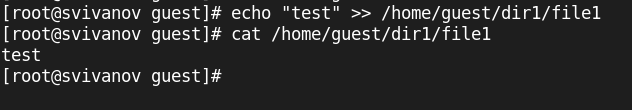 [root@svivanov guest]# echo "test" >> /home/guest/dir1/file1
[root@svivanov guest]# cat /home/guest/dir1/file1
test
[root@svivanov guest]#